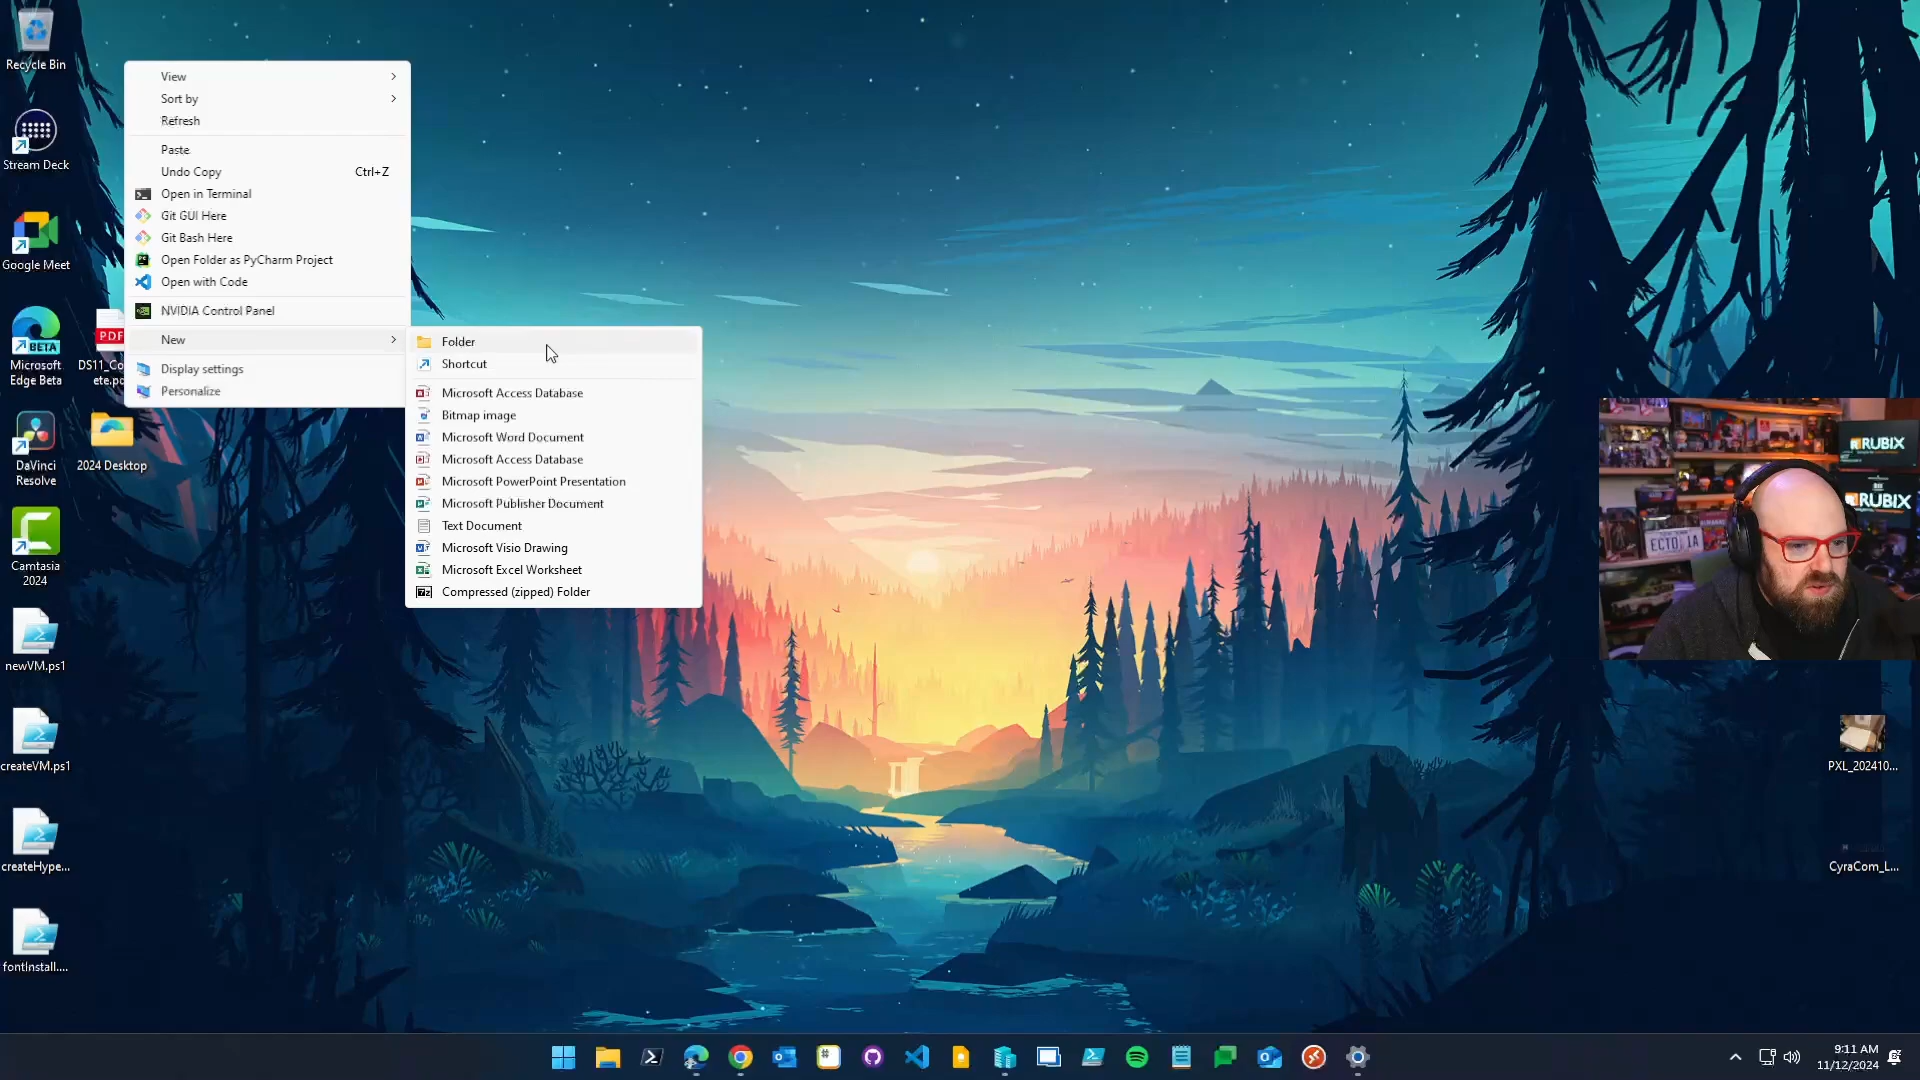 Recycle Bin
Stream Deck
Google Meet
BETA
Microsoft
Edge Beta
DaVinci
Resolve
Camtasia
2024
newVM.ps1
createVM.ps1
createHype...
fontInstall....
PDF
DS11_Co
ete.pd
2024 Desktop
View
Sort by
Refresh
Paste
Undo Copy Ctrl+Z
Open in Terminal
Git GUI Here
Git Bash Here
Open Folder as PyCharm Project
Open with Code
NVIDIA Control Panel
New
Display settings
Personalize
Folder
Shortcut
Microsoft Access Database
Bitmap image
Microsoft Word Document
Microsoft Access Database
Microsoft PowerPoint Presentation
Microsoft Publisher Document
Text Document
Microsoft Visio Drawing
Microsoft Excel Worksheet
Compressed (zipped) Folder
RUBIX
RUBIX
ECTO-1A
PXL_202410...
CyraCom_L...
9:11 AM
11/12/2024